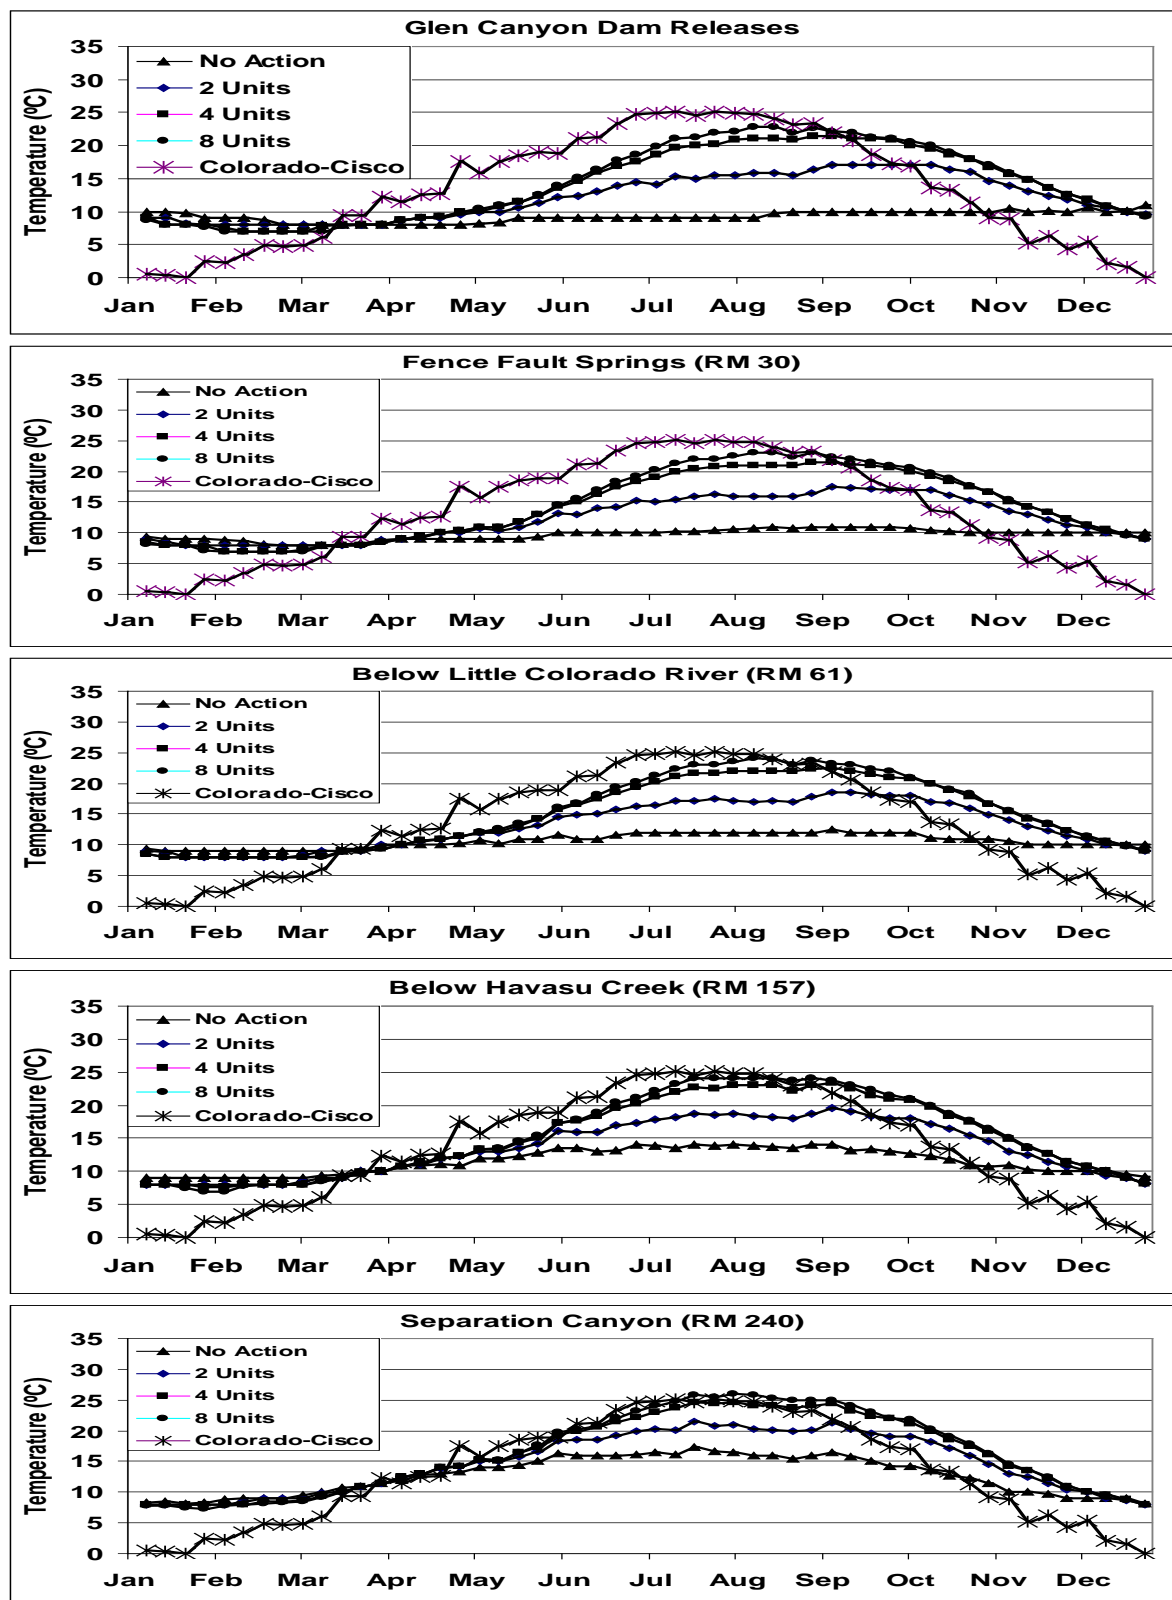 Glen Canyon Dam Releases
Temperature (ºC)
35
30
25
20
15
10
5
0
No Action
2 Units
4 Units
8 Units
Colorado-Cisco
Jan Feb Mar Apr May Jun Jul Aug Sep Oct Nov Dec
Fence Fault Springs (RM 30)
Temperature (ºC)
35
30
25
20
15
10
5
0
No Action
2 Units
4 Units
8 Units
Colorado-Cisco
Jan Feb Mar Apr May Jun Jul Aug Sep Oct Nov Dec
Below Little Colorado River (RM 61)
Temperature (ºC)
35
30
25
20
15
10
5
0
No Action
2 Units
4 Units
8 Units
Colorado-Cisco
Jan Feb Mar Apr May Jun Jul Aug Sep Oct Nov Dec
Below Havasu Creek (RM 157)
Temperature (ºC)
35
30
25
20
15
10
5
0
No Action
2 Units
4 Units
8 Units
Colorado-Cisco
Jan Feb Mar Apr May Jun Jul Aug Sep Oct Nov Dec
Separation Canyon (RM 240)
Temperature (ºC)
35
30
25
20
15
10
5
0
No Action
2 Units
4 Units
8 Units
Colorado-Cisco
Jan Feb Mar Apr May Jun Jul Aug Sep Oct Nov Dec